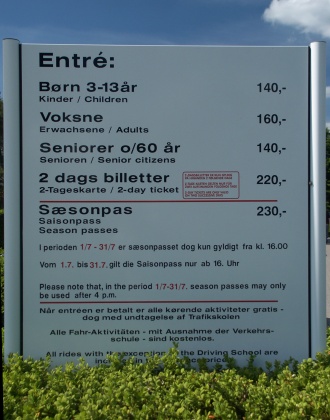 Entré:
Børn 3-13år 140,-
Kinder / Children
Voksne 160,-
Erwachsene / Adults
Seniorer o/60 år 140,-
Senioren / Senior citizens
2 dags billetter 220,-
2-Tageskarte / 2-day ticket
Sæsonpas 230,-
Saisonpass
Season passes
I perioden 1/7 - 31/7 er sæsonpasset dog kun gyldigt fra kl. 16.00
Vom 1.7. bis 31.7. gilt die Saisonpass nur ab 16. Uhr
Please note that, in the period 1/7-31/7. season passes may only
be used after 4 p.m.
Når entréen er betalt er alle kørende aktiviteter gratis -
dog med undtagelse af Trafikskolen
Alle Fahr-Aktivitäten - mit Ausnahme der Verkehrs-
schule - sind kostenlos.
All rides with the exception of the Driving School are